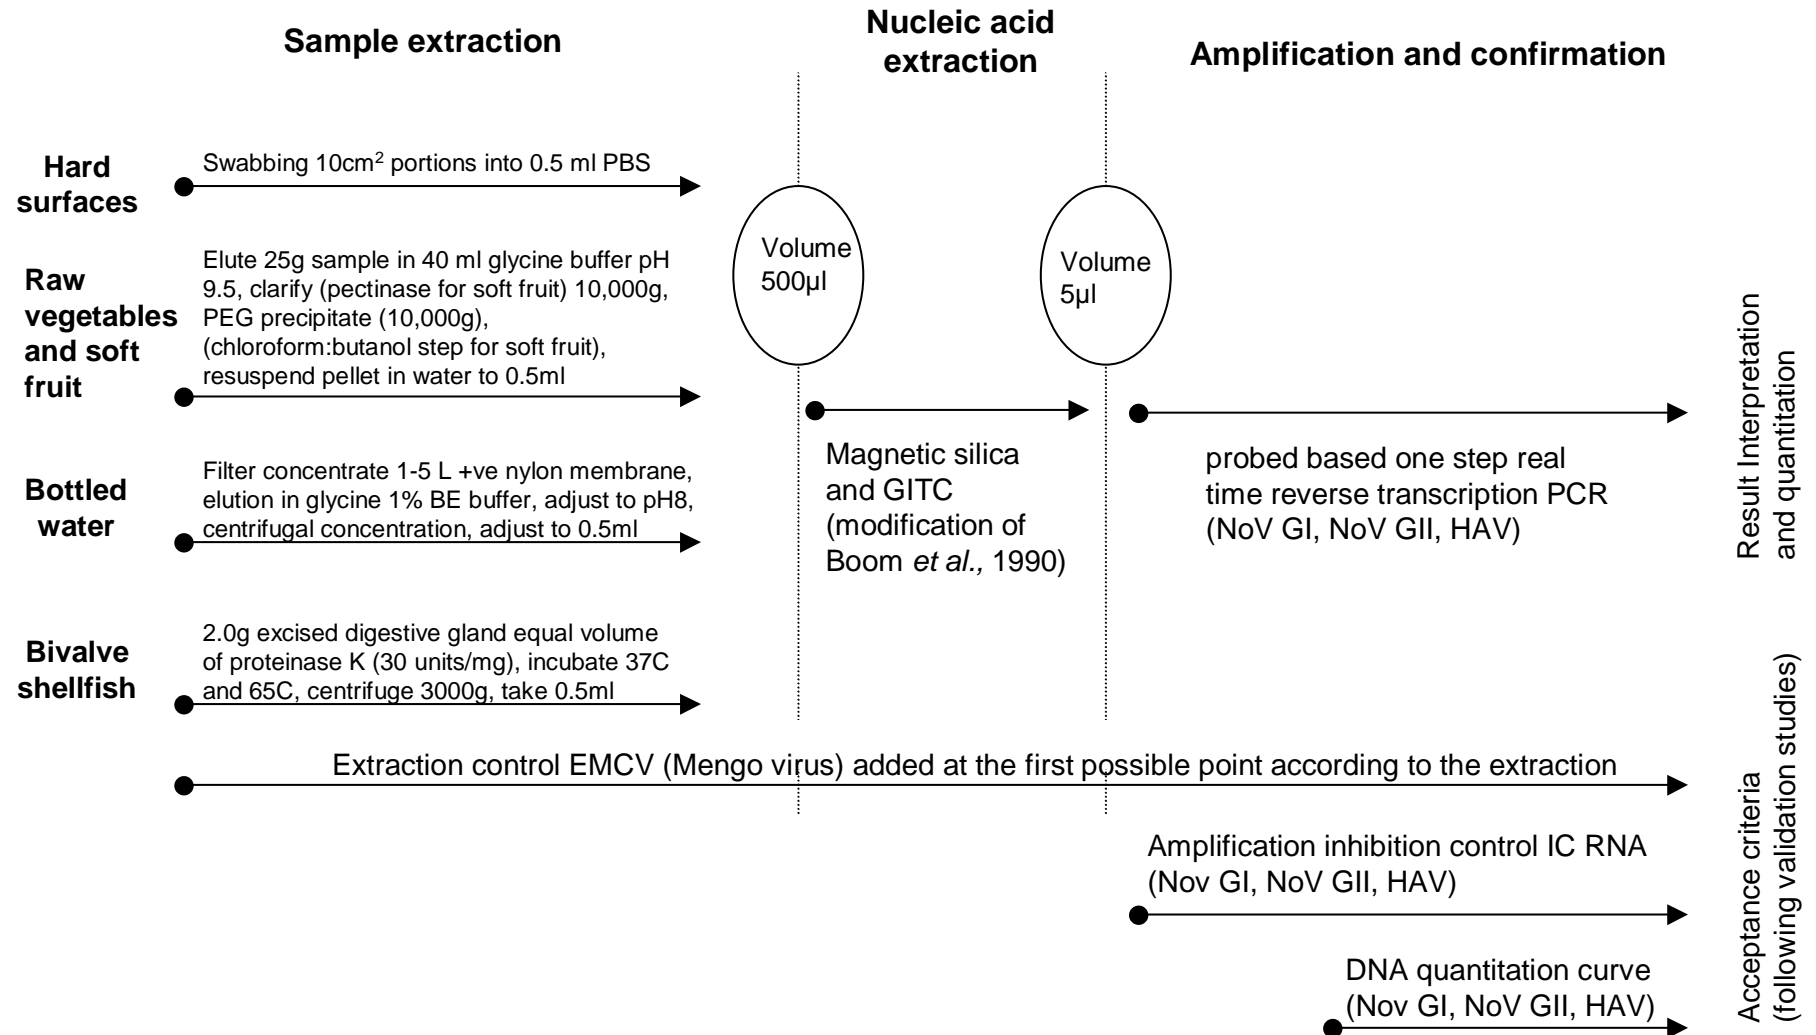 Sample extraction
Nucleic acid
extraction
Amplification and confirmation
Hard
surfaces
Swabbing 10cm² portions into 0.5 ml PBS
Raw
vegetables
and soft
fruit
Elute 25g sample in 40 ml glycine buffer pH
9.5, clarify (pectinase for soft fruit) 10,000g,
PEG precipitate (10,000g),
(chloroform:butanol step for soft fruit),
resuspend pellet in water to 0.5ml
Bottled
water
Filter concentrate 1-5 L +ve nylon membrane,
elution in glycine 1% BE buffer, adjust to pH8,
centrifugal concentration, adjust to 0.5ml
Bivalve
shellfish
2.0g excised digestive gland equal volume
of proteinase K (30 units/mg), incubate 37C
and 65C, centrifuge 3000g, take 0.5ml
Volume
500µl
Volume
5µl
Magnetic silica
and GITC
(modification of
Boom et al., 1990)
probed based one step real
time reverse transcription PCR
(NoV GI, NoV GII, HAV)
Result Interpretation
and quantitation
Extraction control EMCV (Mengo virus) added at the first possible point according to the extraction
Amplification inhibition control IC RNA
(Nov GI, NoV GII, HAV)
DNA quantitation curve
(Nov GI, NoV GII, HAV)
Acceptance criteria
(following validation studies)